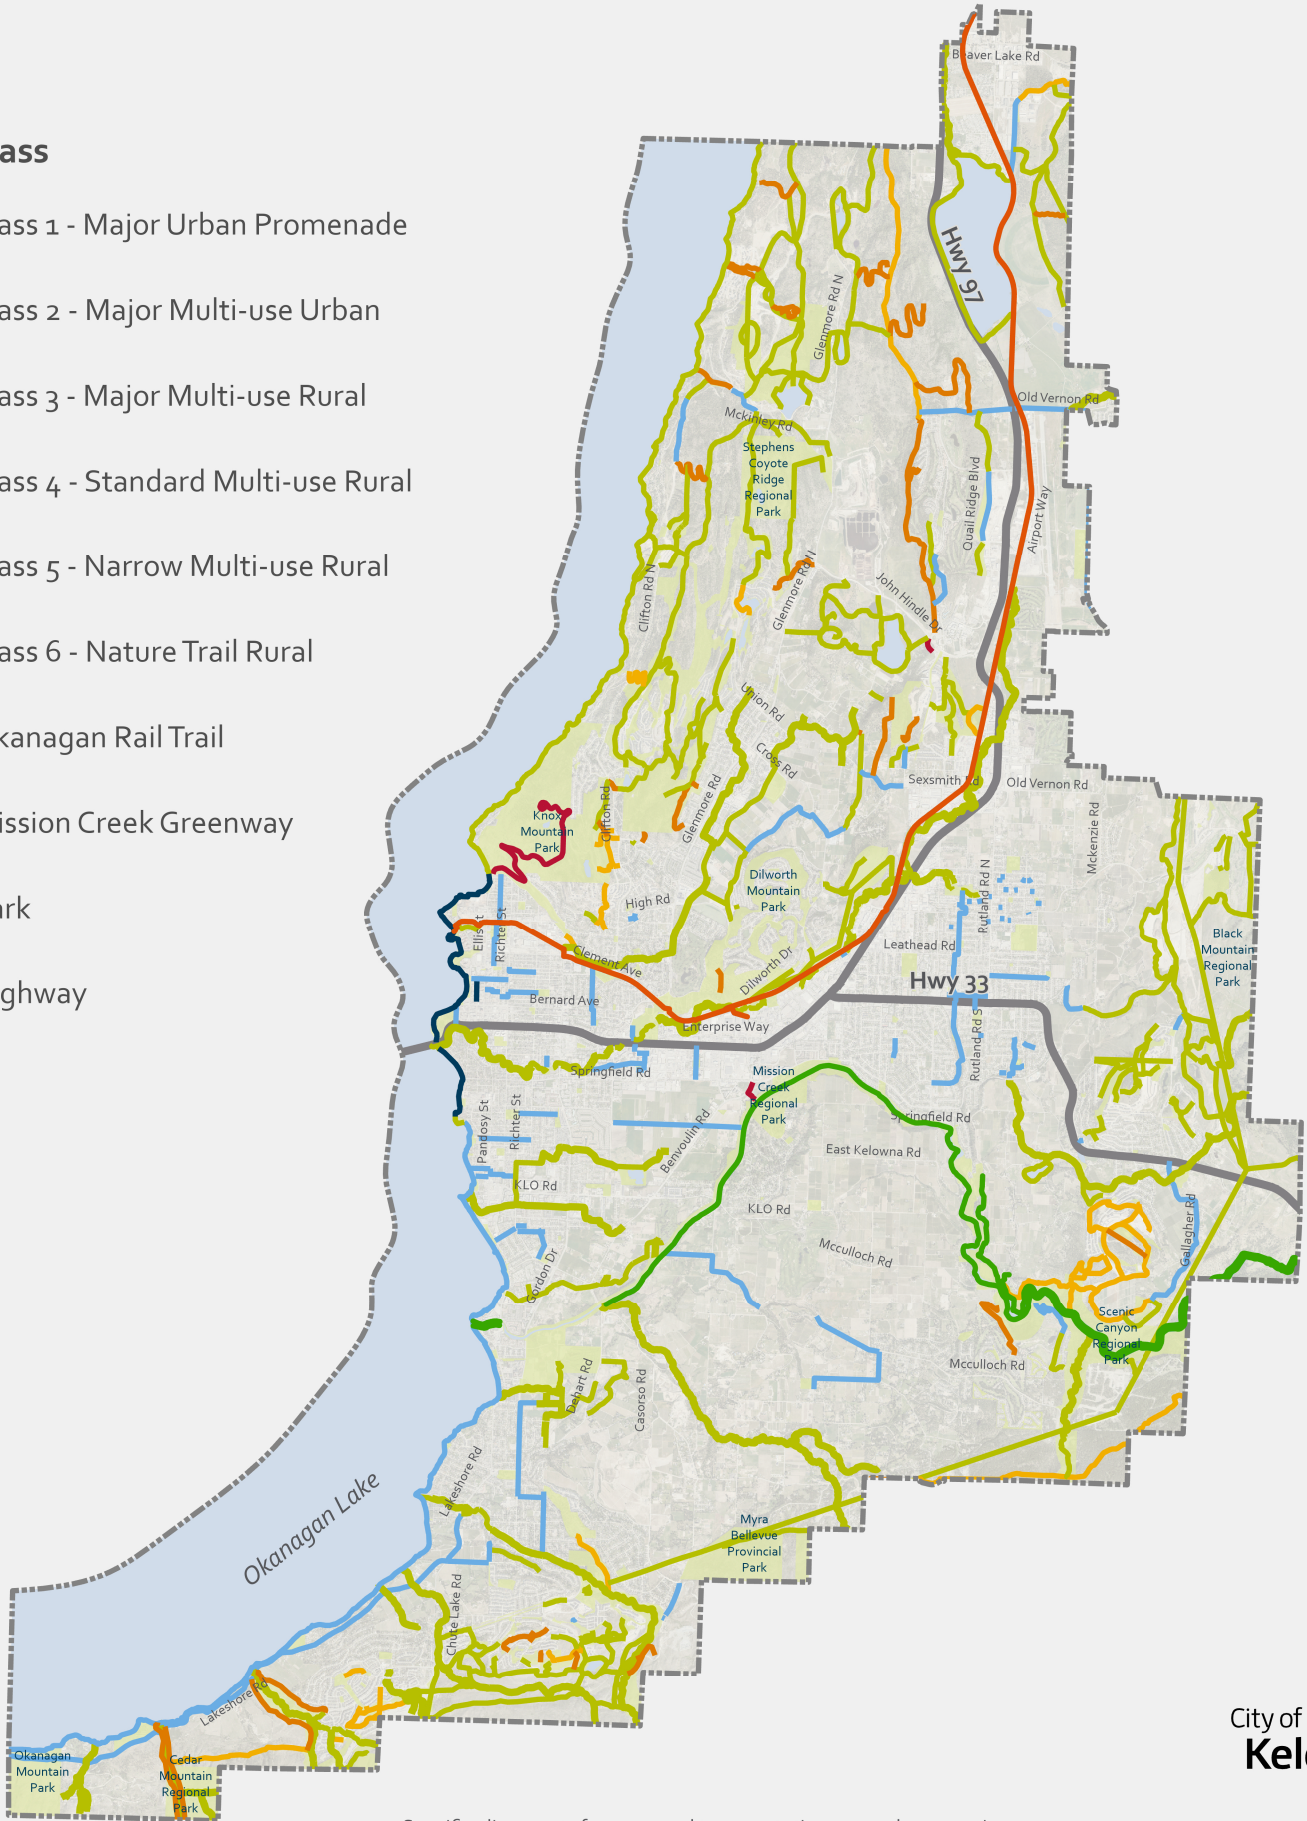 ass
ass 1 - Major Urban Promenade
ass 2 - Major Multi-use Urban
ass 3 - Major Multi-use Rural
ass 4 - Standard Multi-use Rural
ass 5 - Narrow Multi-use Rural
ass 6 - Nature Trail Rural
kanagan Rail Trail
ission Creek Greenway
ark
ghway
Beaver Lake Rd
Hwy 97
Glenmore Rd N
Old Vernon Rd
Mckinley Rd
Stephens
Coyote
Ridge
Regional
Park
Quail Ridge Blvd
Airport Way
Clifton Rd N
Glenmore Rd N
John Hindle Dr
Union Rd
Cross Rd
Sexsmith Rd
Old Vernon Rd
Mckenzie Rd
Knox
Mountain
Park
Clifton Rd
Glenmore Rd
Dilworth
Mountain
Park
High Rd
Rutland Rd N
Ellis St
Richter St
Leathead Rd
Black
Mountain
Regional
Park
Clement Ave
Dilworth Dr
Hwy 33
Bernard Ave
Enterprise Way
Rutland Rd S
Springfield Rd
Mission
Creek
Regional
Park
Springfield Rd
Pandosy St
Richter St
Benvoulin Rd
East Kelowna Rd
KLO Rd
KLO Rd
Gallagher Rd
Mcculloch Rd
Gordon Dr
Scenic
Canyon
Regional
Park
Mcculloch Rd
Dehart Rd
Casorso Rd
Lakeshore Rd
Okanagan Lake
Myra
Bellevue
Provincial
Park
Chute Lake Rd
Lakeshore Rd
Okanagan
Mountain
Park
Cedar
Mountain
Regional
Park
City of
Kel